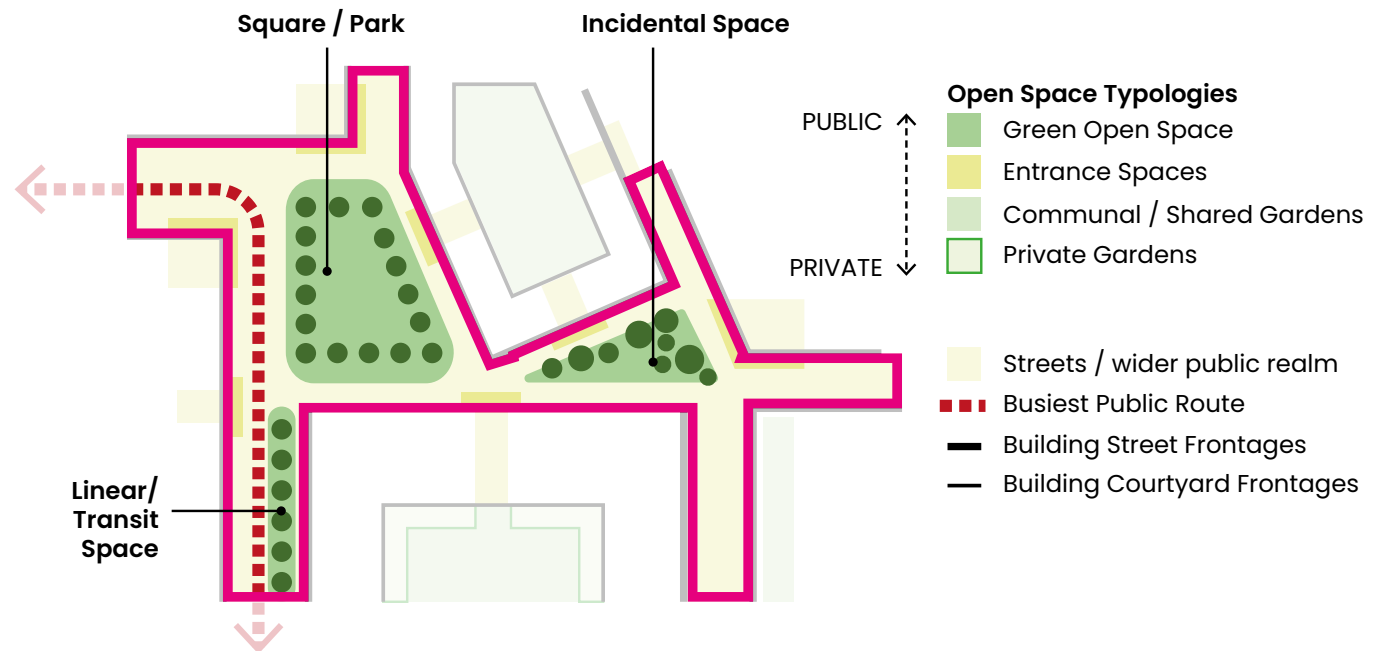 Square / Park
Incidental Space
Linear/
Transit
Space
PUBLIC
PRIVATE
Open Space Typologies
Green Open Space
Entrance Spaces
Communal / Shared Gardens
Private Gardens
Streets / wider public realm
Busiest Public Route
Building Street Frontages
Building Courtyard Frontages